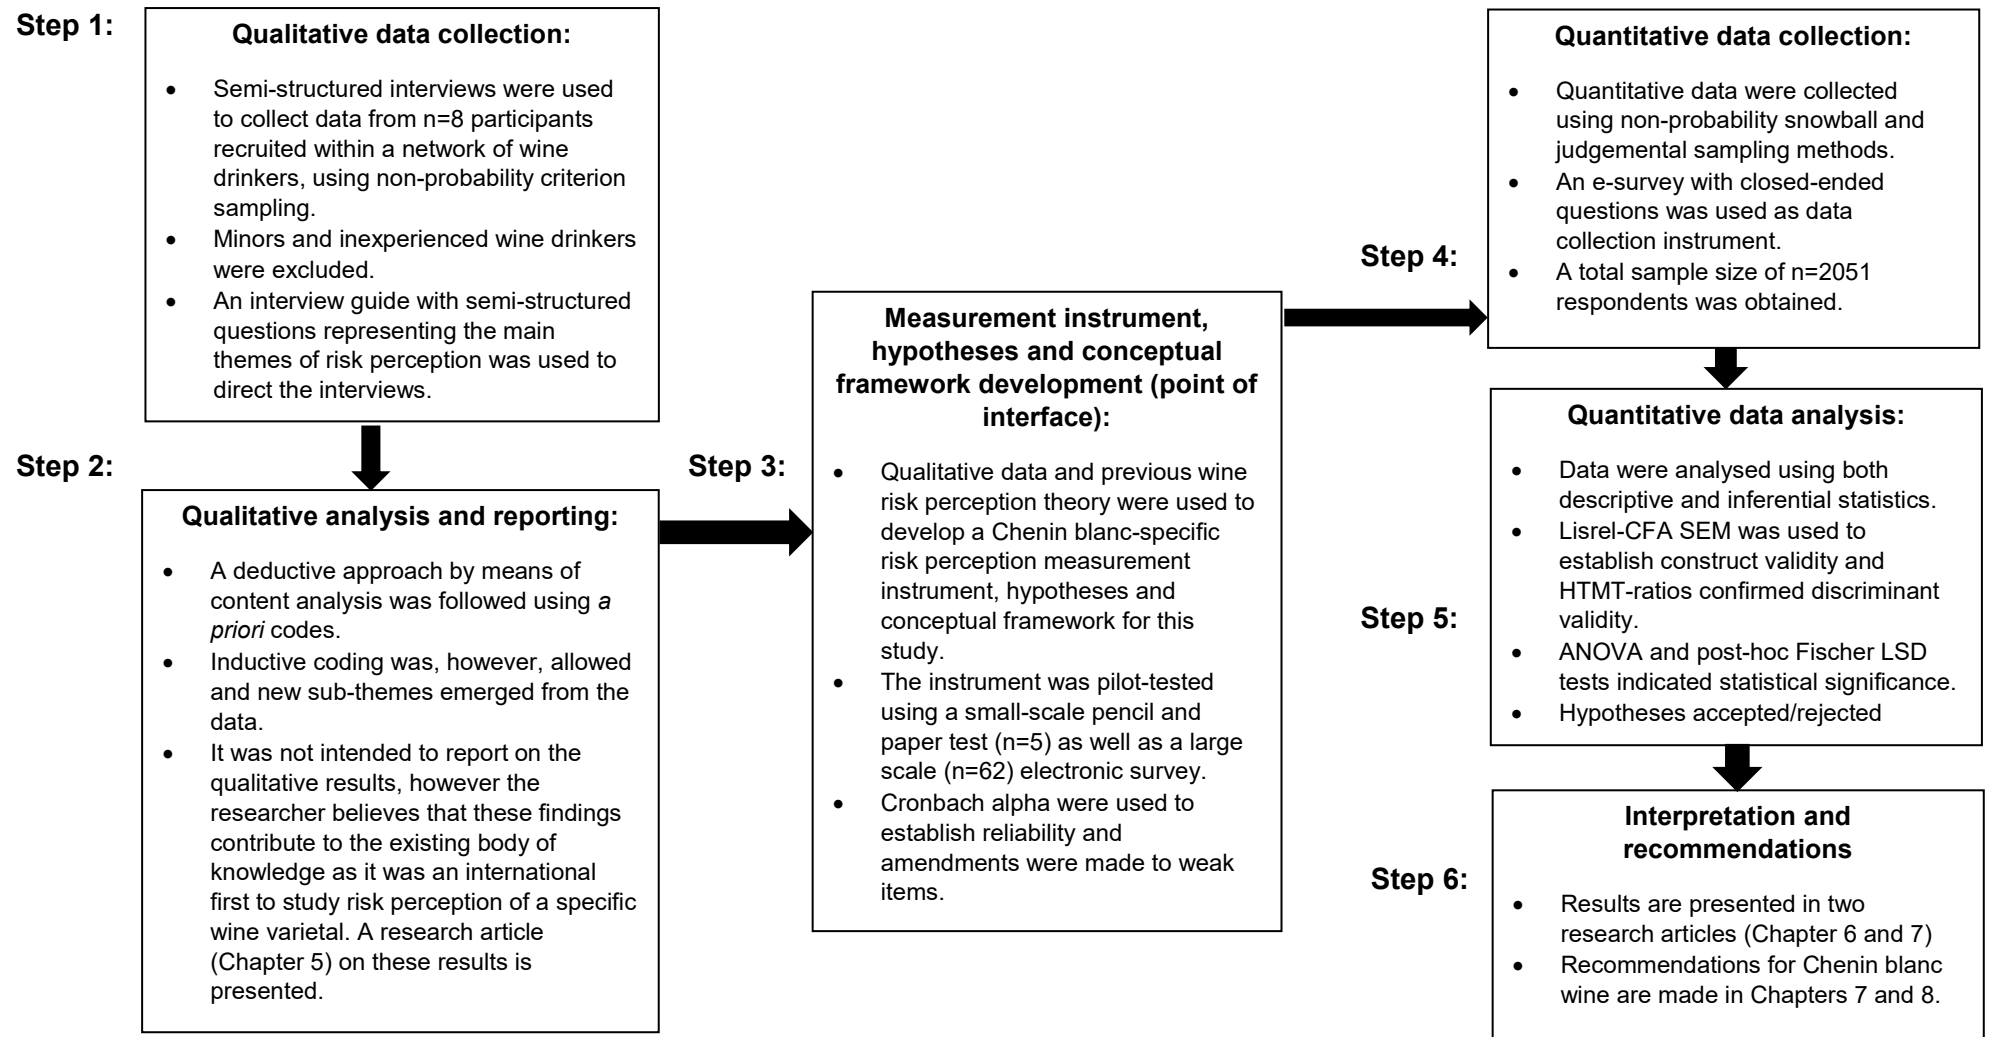 Step 1:
Qualitative data collection:
• Semi-structured interviews were used
to collect data from n=8 participants
recruited within a network of wine
drinkers, using non-probability criterion
sampling.
• Minors and inexperienced wine drinkers
were excluded.
• An interview guide with semi-structured
questions representing the main
themes of risk perception was used to
direct the interviews.
Step 2:
Qualitative analysis and reporting:
• A deductive approach by means of
content analysis was followed using a
priori codes.
• Inductive coding was, however, allowed
and new sub-themes emerged from the
data.
• It was not intended to report on the
qualitative results, however the
researcher believes that these findings
contribute to the existing body of
knowledge as it was an international
first to study risk perception of a specific
wine varietal. A research article
(Chapter 5) on these results is
presented.
Step 3:
Measurement instrument,
hypotheses and conceptual
framework development (point of
interface):
• Qualitative data and previous wine
risk perception theory were used to
develop a Chenin blanc-specific
risk perception measurement
instrument, hypotheses and
conceptual framework for this
study.
• The instrument was pilot-tested
using a small-scale pencil and
paper test (n=5) as well as a large
scale (n=62) electronic survey.
• Cronbach alpha were used to
establish reliability and
amendments were made to weak
items.
Step 4:
Quantitative data collection:
• Quantitative data were collected
using non-probability snowball and
judgemental sampling methods.
• An e-survey with closed-ended
questions was used as data
collection instrument.
• A total sample size of n=2051
respondents was obtained.
Step 5:
Quantitative data analysis:
• Data were analysed using both
descriptive and inferential statistics.
• Lisrel-CFA SEM was used to
establish construct validity and
HTMT-ratios confirmed discriminant
validity.
• ANOVA and post-hoc Fischer LSD
tests indicated statistical significance.
• Hypotheses accepted/rejected
Step 6:
Interpretation and
recommendations
• Results are presented in two
research articles (Chapter 6 and 7)
• Recommendations for Chenin blanc
wine are made in Chapters 7 and 8.